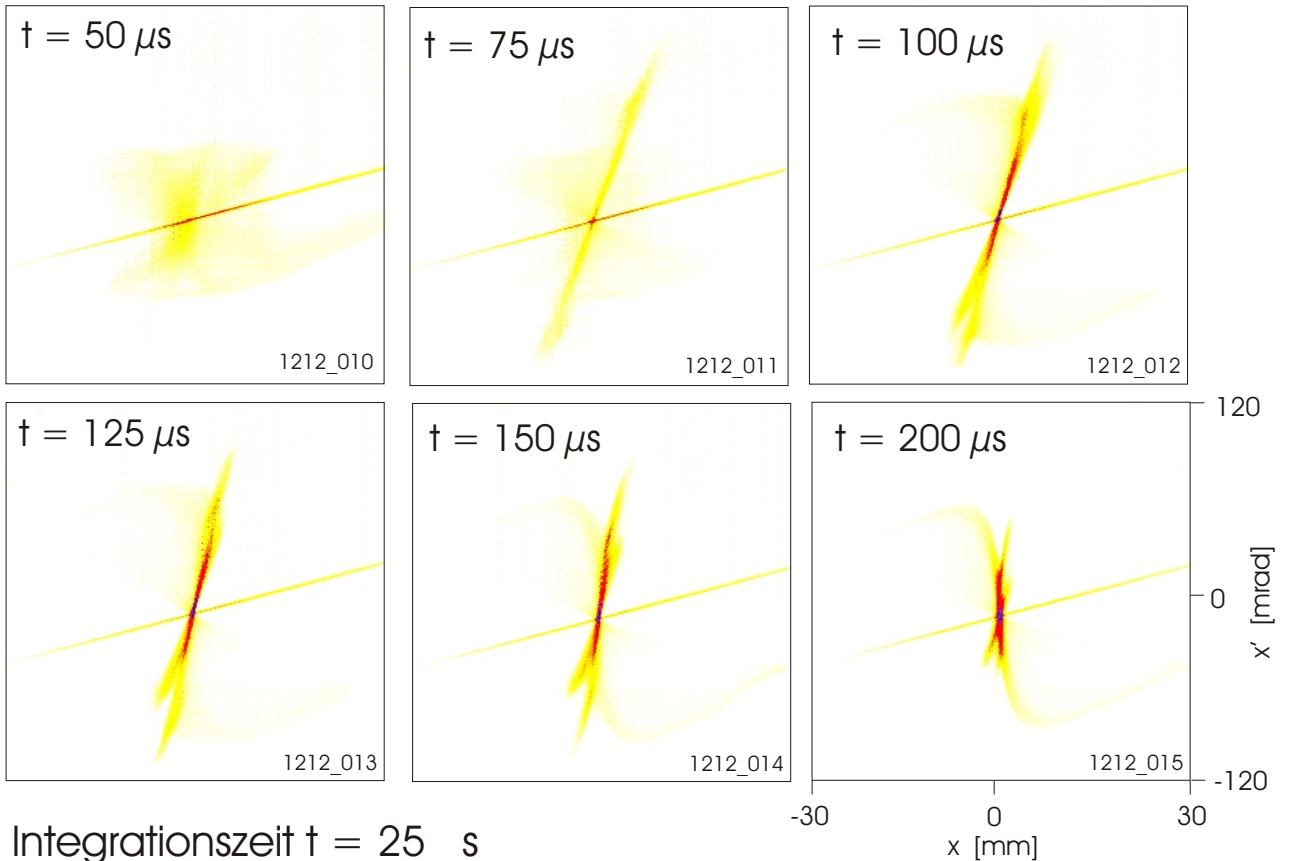 t = 50 µs
t = 75 µs
t = 100 µs
1212_010
1212_011
1212_012
t = 125 µs
t = 150 µs
t = 200 µs
120
0
x' [mrad]
1212_013
1212_014
1212_015
-120
-30
0
30
x [mm]
Integrationszeit t = 25 s